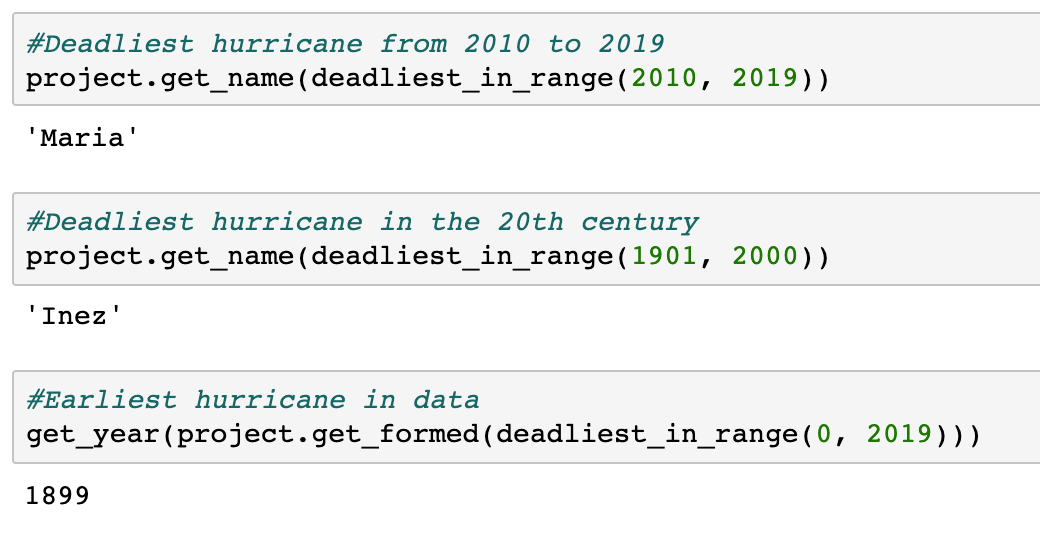 #Deadliest hurricane from 2010 to 2019
project.get_name(deadliest_in_range(2010, 2019))
'Maria'
#Deadliest hurricane in the 20th century
project.get_name(deadliest_in_range(1901, 2000))
'Inez'
#Earliest hurricane in data
get_year(project.get_formed(deadliest_in_range(0, 2019)))
1899